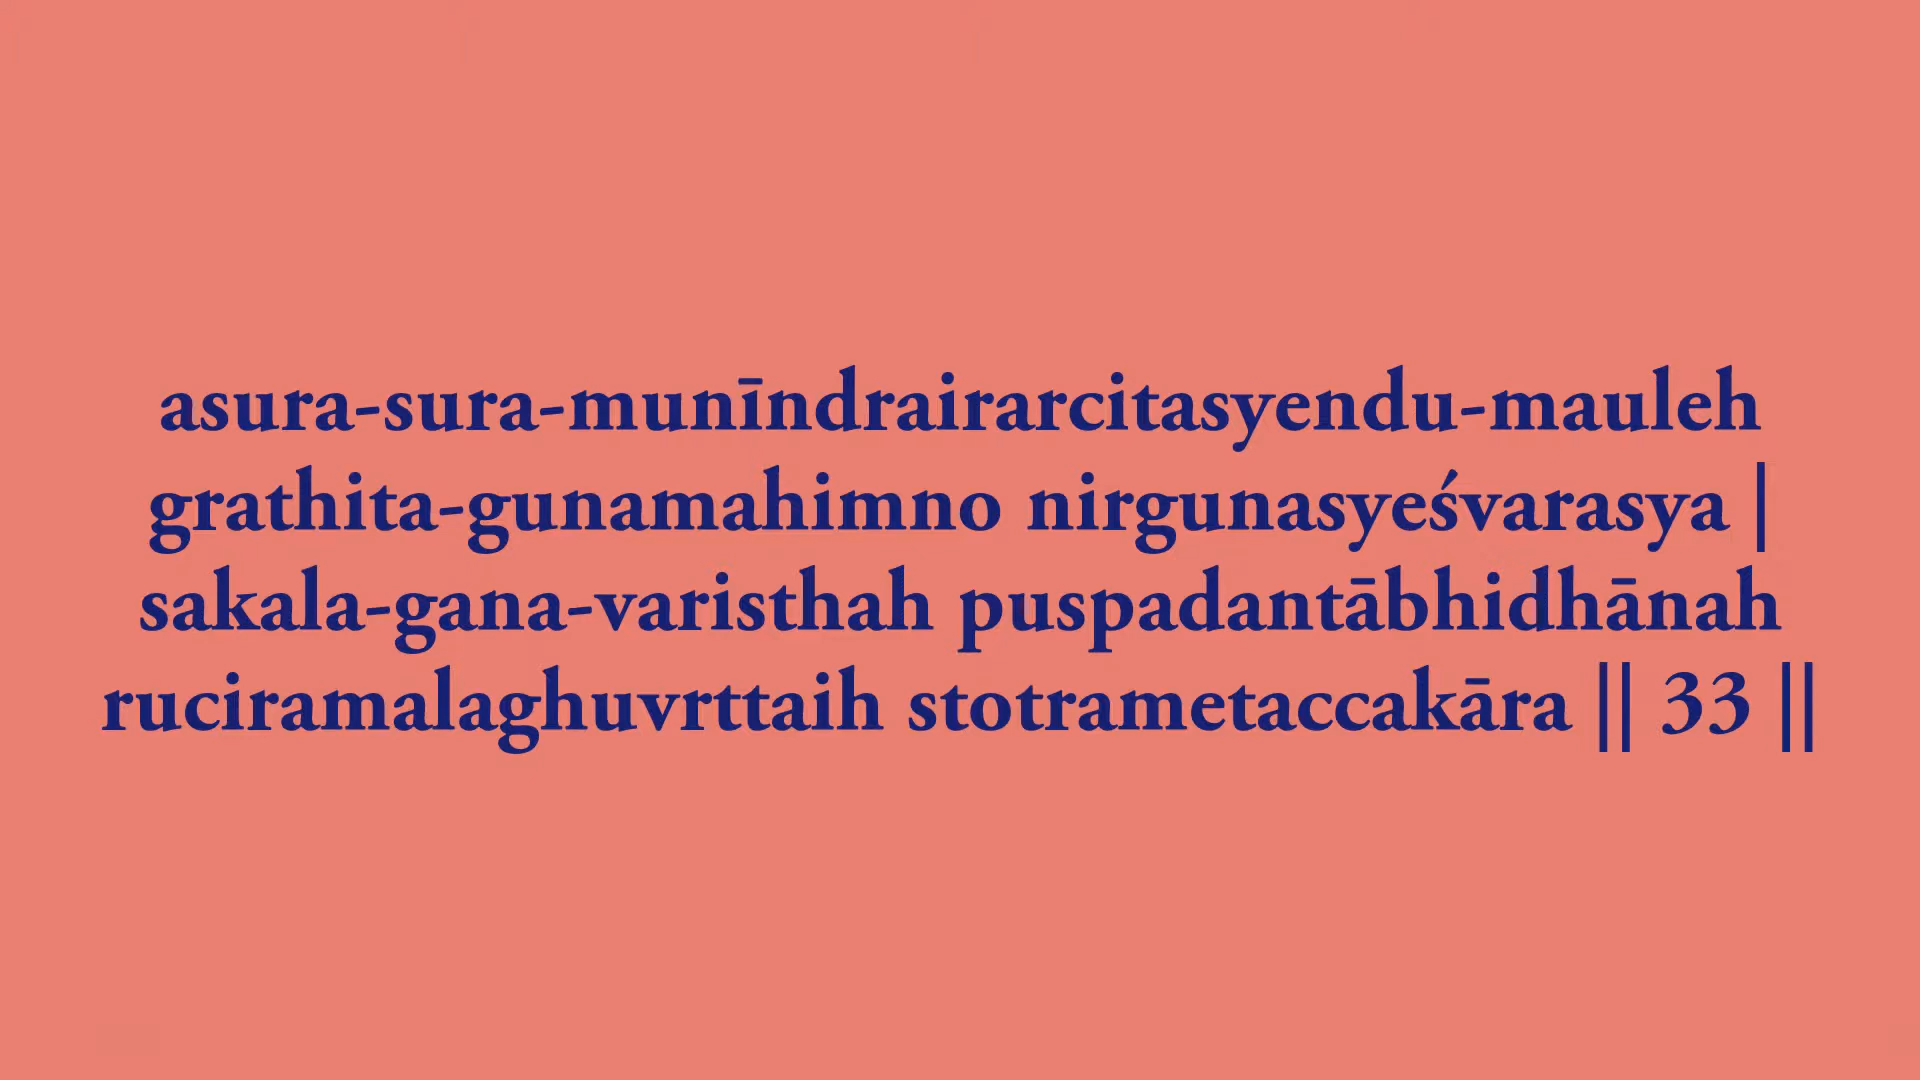 asura-sura-munīndrairarcitasyendu-mauleh
grathita-gunamahimno nirgunasyeśvarasya |
sakala-gana-varisthah puspadantābhidhānah
ruciramalaghuvrttaih stotrametaccakāra || 33 ||